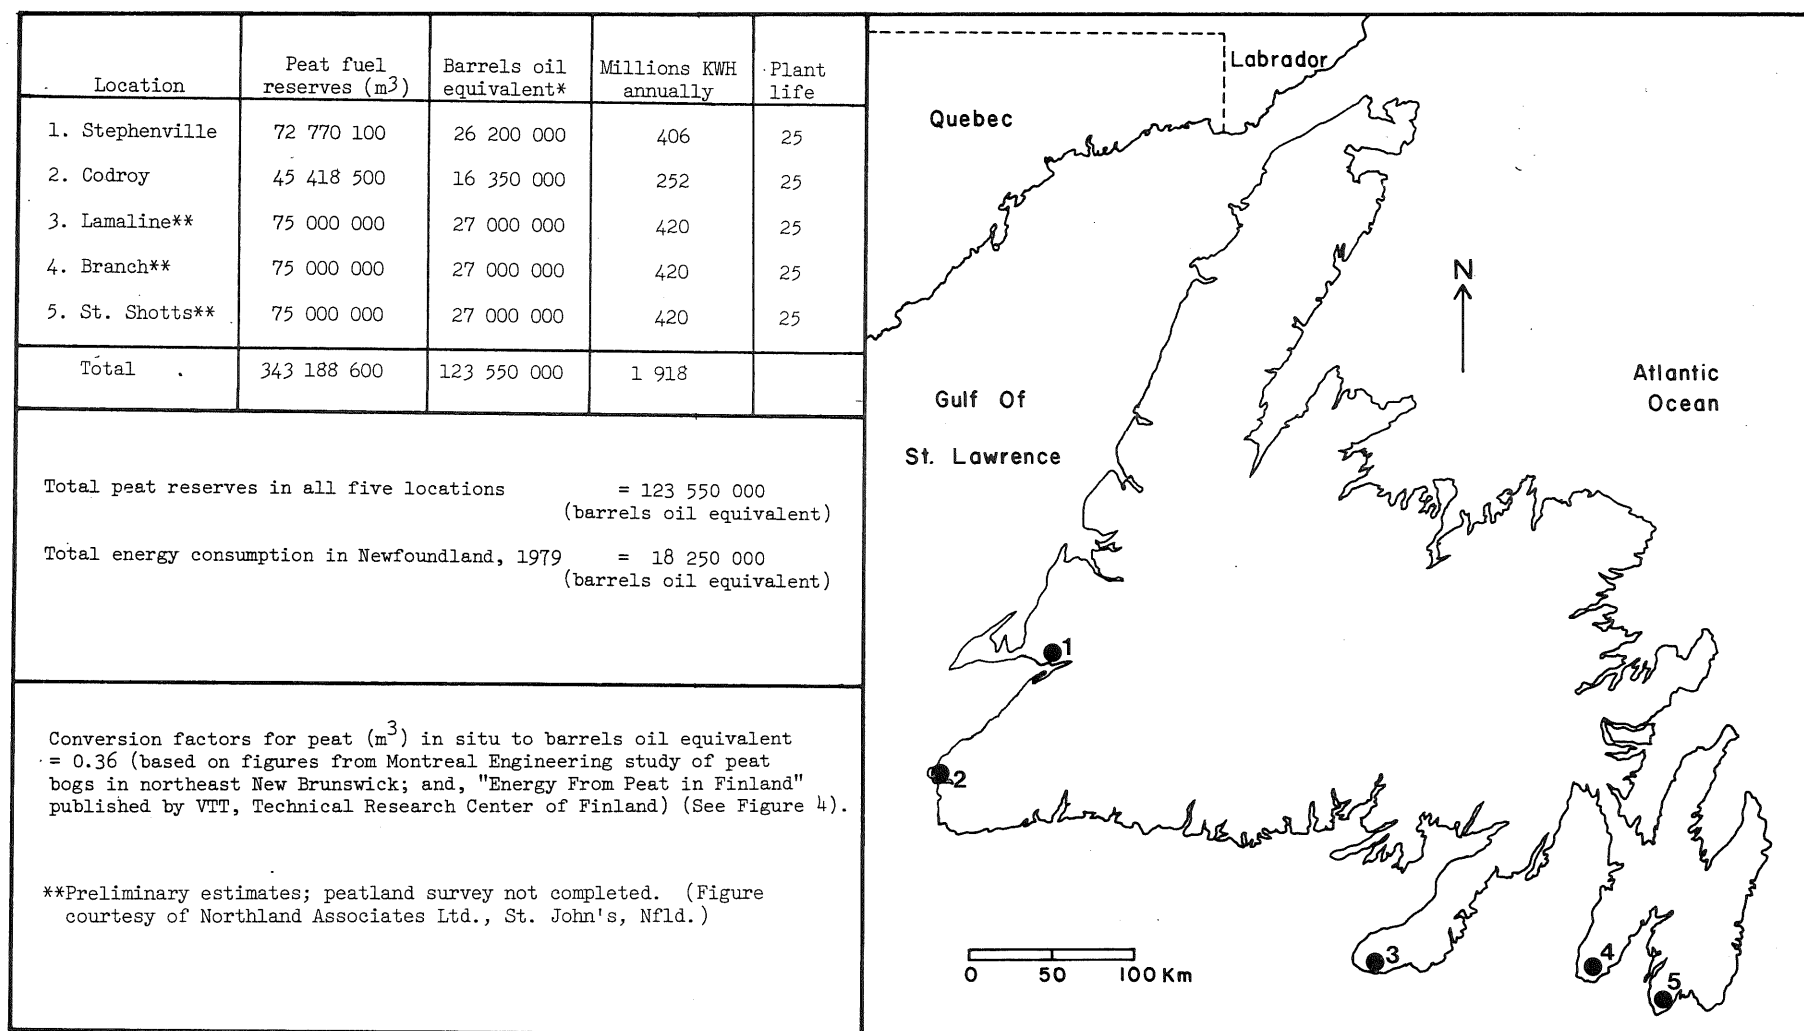 Location
Peat fuel
reserves (m3)
Barrels oil
equivalent*
Millions KWH
annually
Plant
life
1. Stephenville 72 770 100 26 200 000 406 25
2. Codroy 45 418 500 16 350 000 252 25
3. Lamaline** 75 000 000 27 000 000 420 25
4. Branch** 75 000 000 27 000 000 420 25
5. St. Shotts** 75 000 000 27 000 000 420 25
Total 343 188 600 123 550 000 1 918
Total peat reserves in all five locations = 123 550 000
(barrels oil equivalent)
Total energy consumption in Newfoundland, 1979 = 18 250 000
(barrels oil equivalent)
Conversion factors for peat (m3) in situ to barrels oil equivalent
= 0.36 (based on figures from Montreal Engineering study of peat
bogs in northeast New Brunswick; and, "Energy From Peat in Finland"
published by VTT, Technical Research Center of Finland) (See Figure 4).
**Preliminary estimates; peatland survey not completed. (Figure
courtesy of Northland Associates Ltd., St. John's, Nfld.)
Labrador
Quebec
N
Gulf Of
St. Lawrence
Atlantic
Ocean
1
2
3
4
5
0 50 100 Km